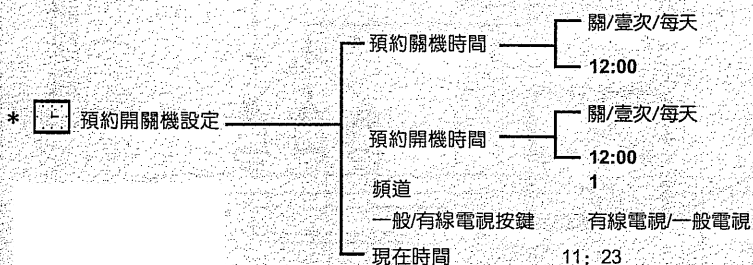 關/壹次/每天
預約關機時間
12:00
* 預約開關機設定
關/壹次/每天
預約開機時間
12:00
頻道 1
一般/有線電視按鍵 有線電視/一般電視
現在時間 11: 23